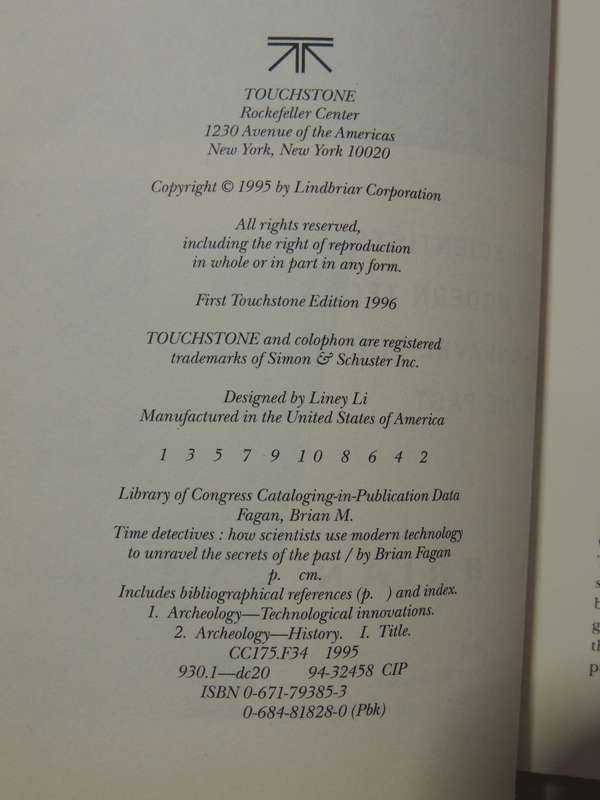 TOUCHSTONE
Rockefeller Center
1230 Avenue of the Americas
New York, New York 10020
Copyright © 1995 by Lindbriar Corporation
All rights reserved,
including the right of reproduction
in whole or in part in any form.
First Touchstone Edition 1996
TOUCHSTONE and colophon are registered
trademarks of Simon & Schuster Inc.
Designed by Liney Li
Manufactured in the United States of America
1 3 5 7 9 10 8 6 4 2
Library of Congress Cataloging-in-Publication Data
Fagan, Brian M.
Time detectives : how scientists use modern technology
to unravel the secrets of the past / by Brian Fagan
p. cm.
Includes bibliographical references (p. ) and index.
1. Archeology—Technological innovations.
2. Archeology—History. I. Title.
CC175.F34 1995
930.1—dc20 94-32458 CIP
ISBN 0-671-79385-3
0-684-81828-0 (Pbk)